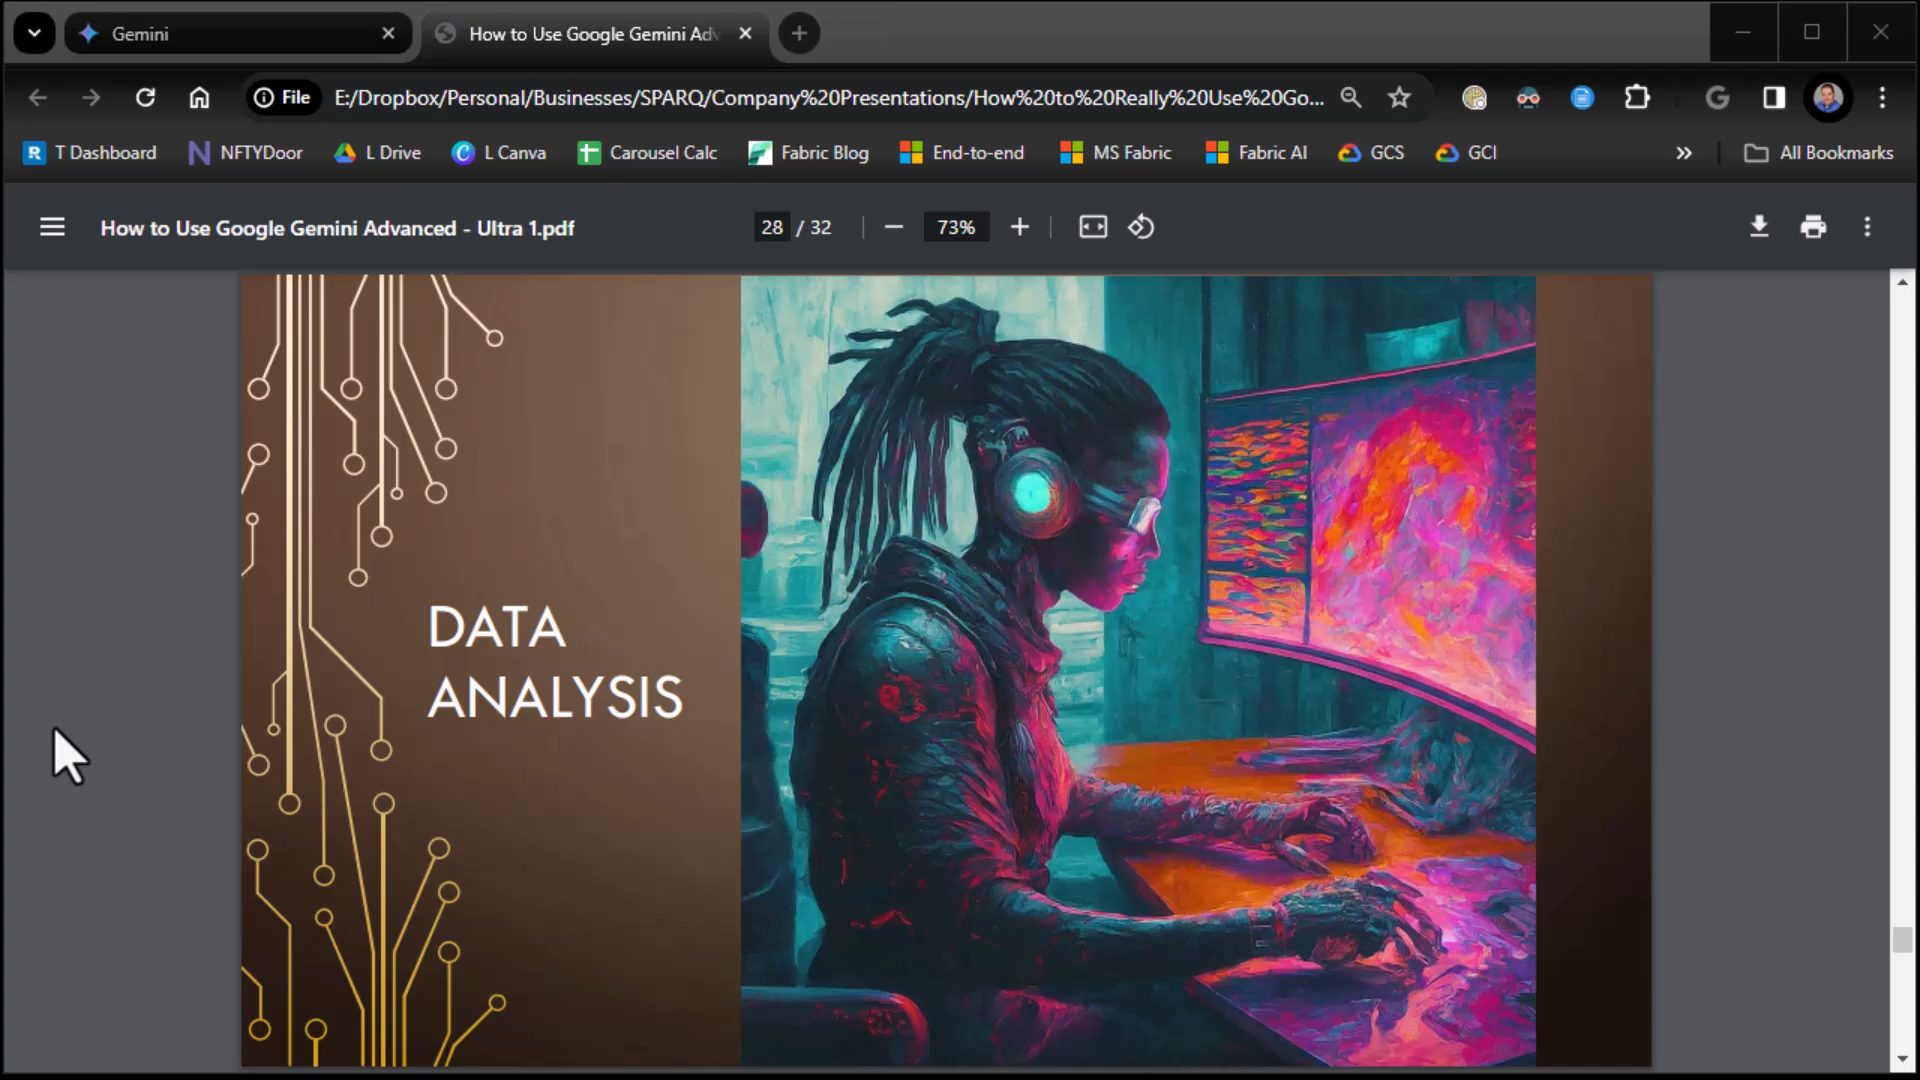 Gemini
How to Use Google Gemini Adv
File
E:/Dropbox/Personal/Businesses/SPARQ/Company%20Presentations/How%20to%20Really%20Use%20Go...
T Dashboard
NFTYDoor
L Drive
L Canva
Carousel Calc
Fabric Blog
End-to-end
MS Fabric
Fabric AI
GCS
GCI
All Bookmarks
How to Use Google Gemini Advanced - Ultra 1.pdf
28 / 32
73%
DATA
ANALYSIS